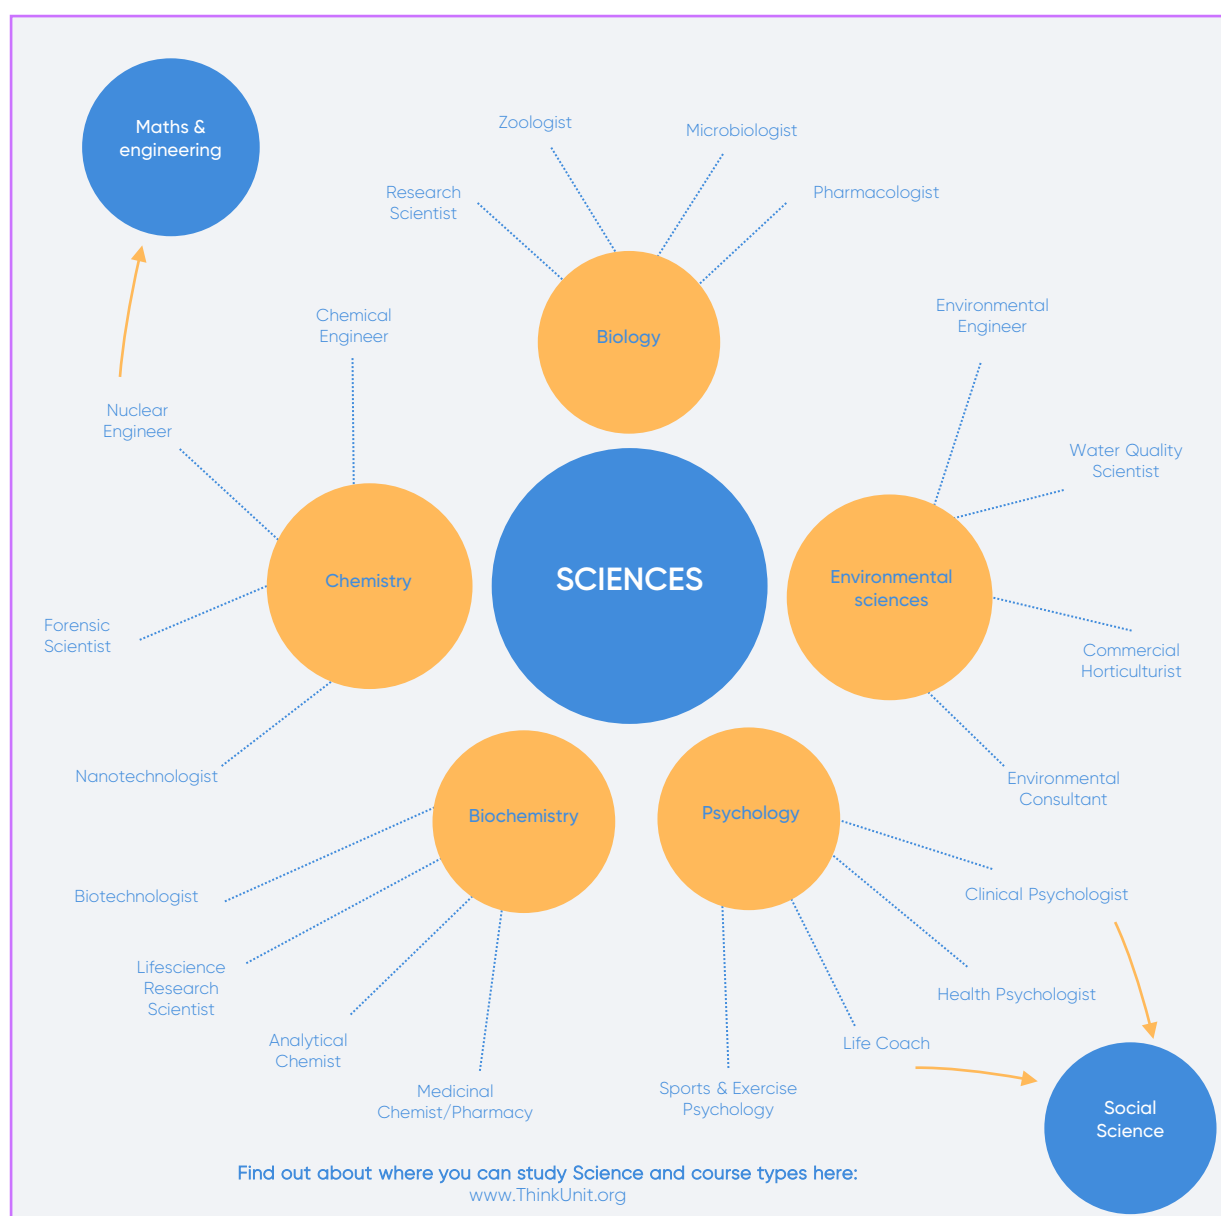 Maths &
engineering
Zoologist
Microbiologist
Research
Scientist
Pharmacologist
Chemical
Engineer
Biology
Environmental
Engineer
Nuclear
Engineer
Water Quality
Scientist
Chemistry
SCIENCES
Environmental
sciences
Forensic
Scientist
Commercial
Horticulturist
Nanotechnologist
Environmental
Consultant
Biochemistry
Psychology
Biotechnologist
Clinical Psychologist
Lifescience
Research
Scientist
Health Psychologist
Analytical
Chemist
Life Coach
Medicinal
Chemist/Pharmacy
Sports & Exercise
Psychology
Social
Science
Find out about where you can study Science and course types here:
www.ThinkUnit.org